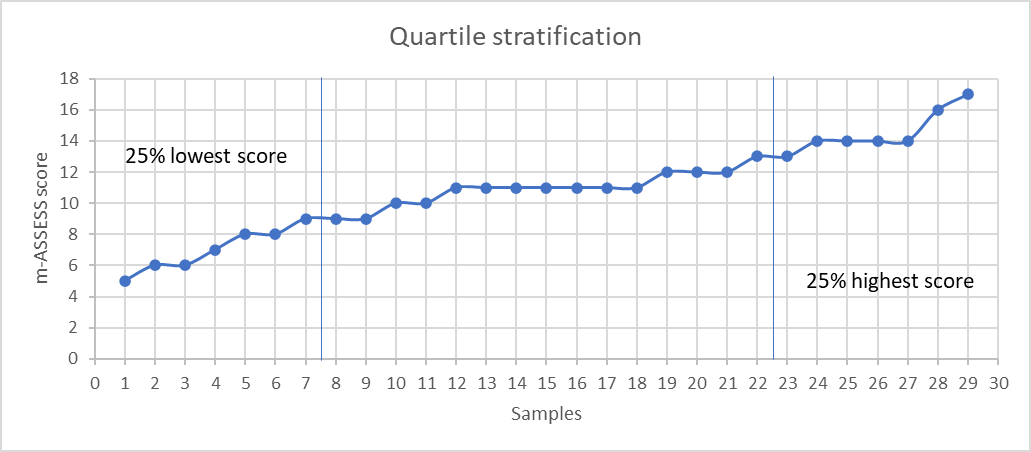 Quartile stratification
18
16
14
12
10
8
6
4
2
0
m-ASSESS score
25% lowest score
25% highest score
0 1 2 3 4 5 6 7 8 9 10 11 12 13 14 15 16 17 18 19 20 21 22 23 24 25 26 27 28 29 30
Samples